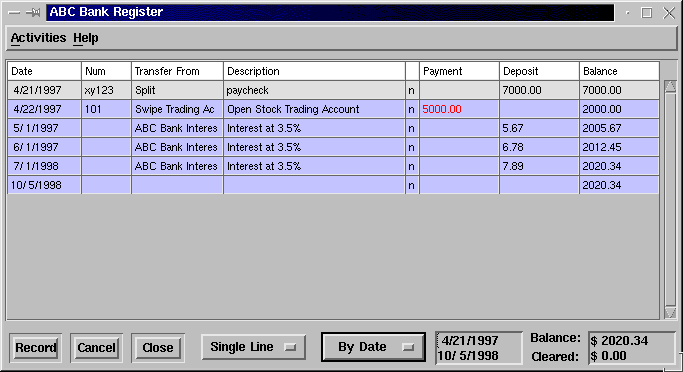 ABC Bank Register
Activities Help
Date Num Transfer From Description Payment Deposit Balance
4/21/1997 xy123 Split paycheck n 7000.00 7000.00
4/22/1997 101 Swipe Trading Ac Open Stock Trading Account n 5000.00 2000.00
5/ 1/1997 ABC Bank Interes Interest at 3.5% n 5.67 2005.67
6/ 1/1997 ABC Bank Interes Interest at 3.5% n 6.78 2012.45
7/ 1/1998 ABC Bank Interes Interest at 3.5% n 7.89 2020.34
10/ 5/1998 n 2020.34
Record Cancel Close Single Line By Date
4/21/1997
10/ 5/1998
Balance: $ 2020.34
Cleared: $ 0.00